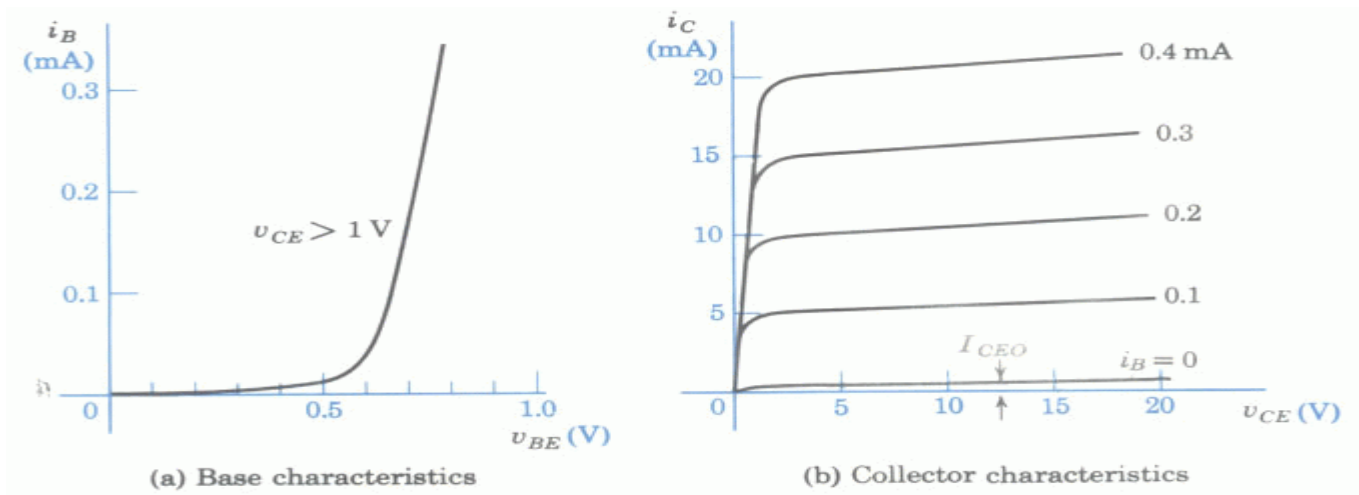 i_B
(mA)
0.3
0.2
0.1
0
0.5
1.0
v_CE > 1 V
v_BE (V)
(a) Base characteristics
i_C
(mA)
20
15
10
5
0
5
10
15
20
0.4 mA
0.3
0.2
0.1
i_B = 0
I_CEO
v_CE (V)
(b) Collector characteristics